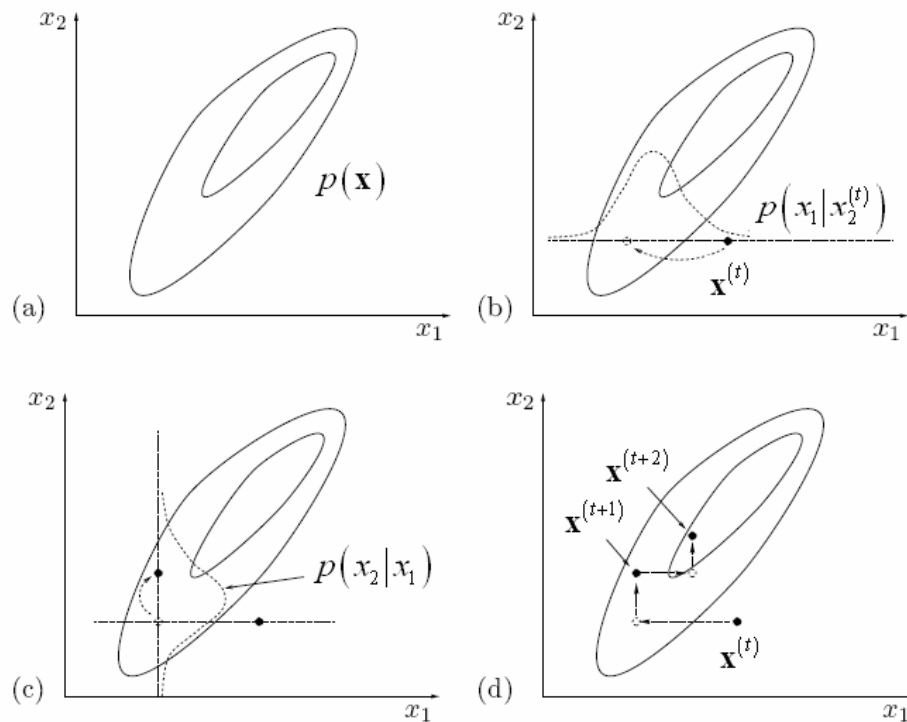 x₂
p(𝐱)
(a)
x₁
x₂
p(x₁|x₂⁽ᵗ⁾)
𝐱⁽ᵗ⁾
(b)
x₁
x₂
p(x₂|x₁)
(c)
x₁
x₂
𝐱⁽ᵗ⁺²⁾
𝐱⁽ᵗ⁺¹⁾
𝐱⁽ᵗ⁾
(d)
x₁